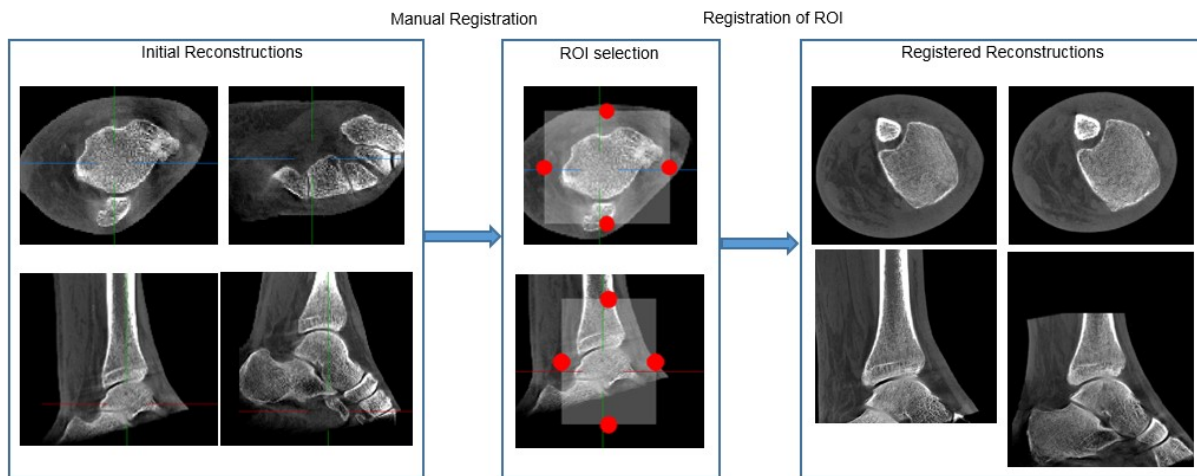 Manual Registration
Registration of ROI
Initial Reconstructions
ROI selection
Registered Reconstructions